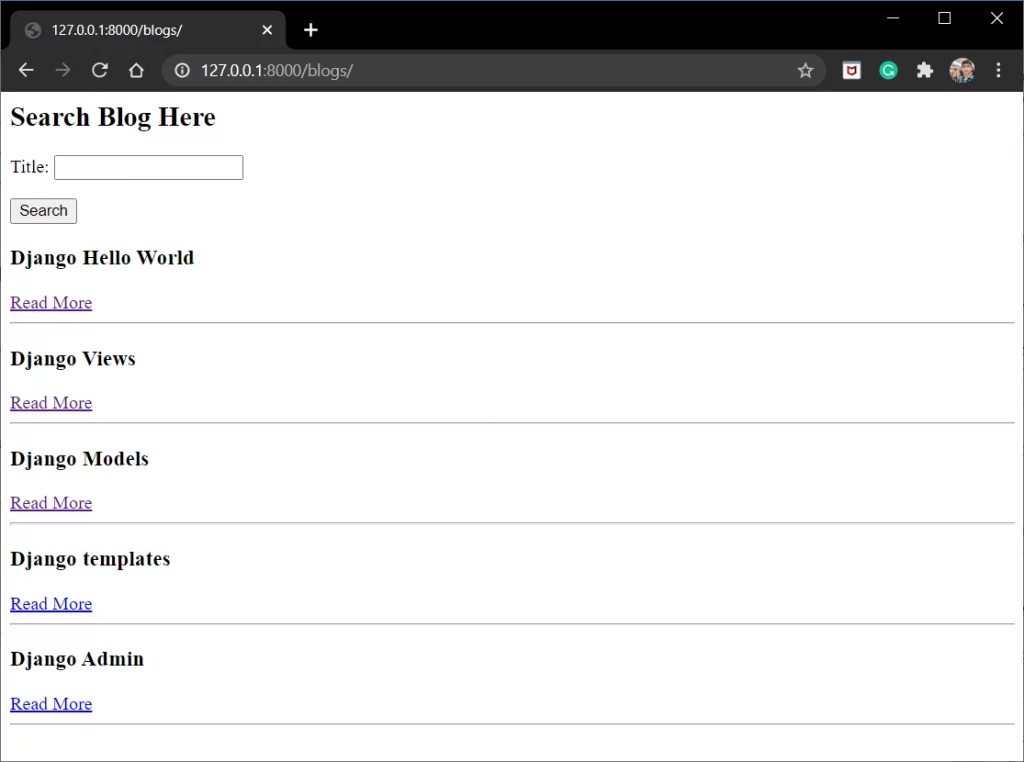 127.0.0.1:8000/blogs/
127.0.0.1:8000/blogs/
Search Blog Here
Title:
Search
Django Hello World
Read More
Django Views
Read More
Django Models
Read More
Django templates
Read More
Django Admin
Read More